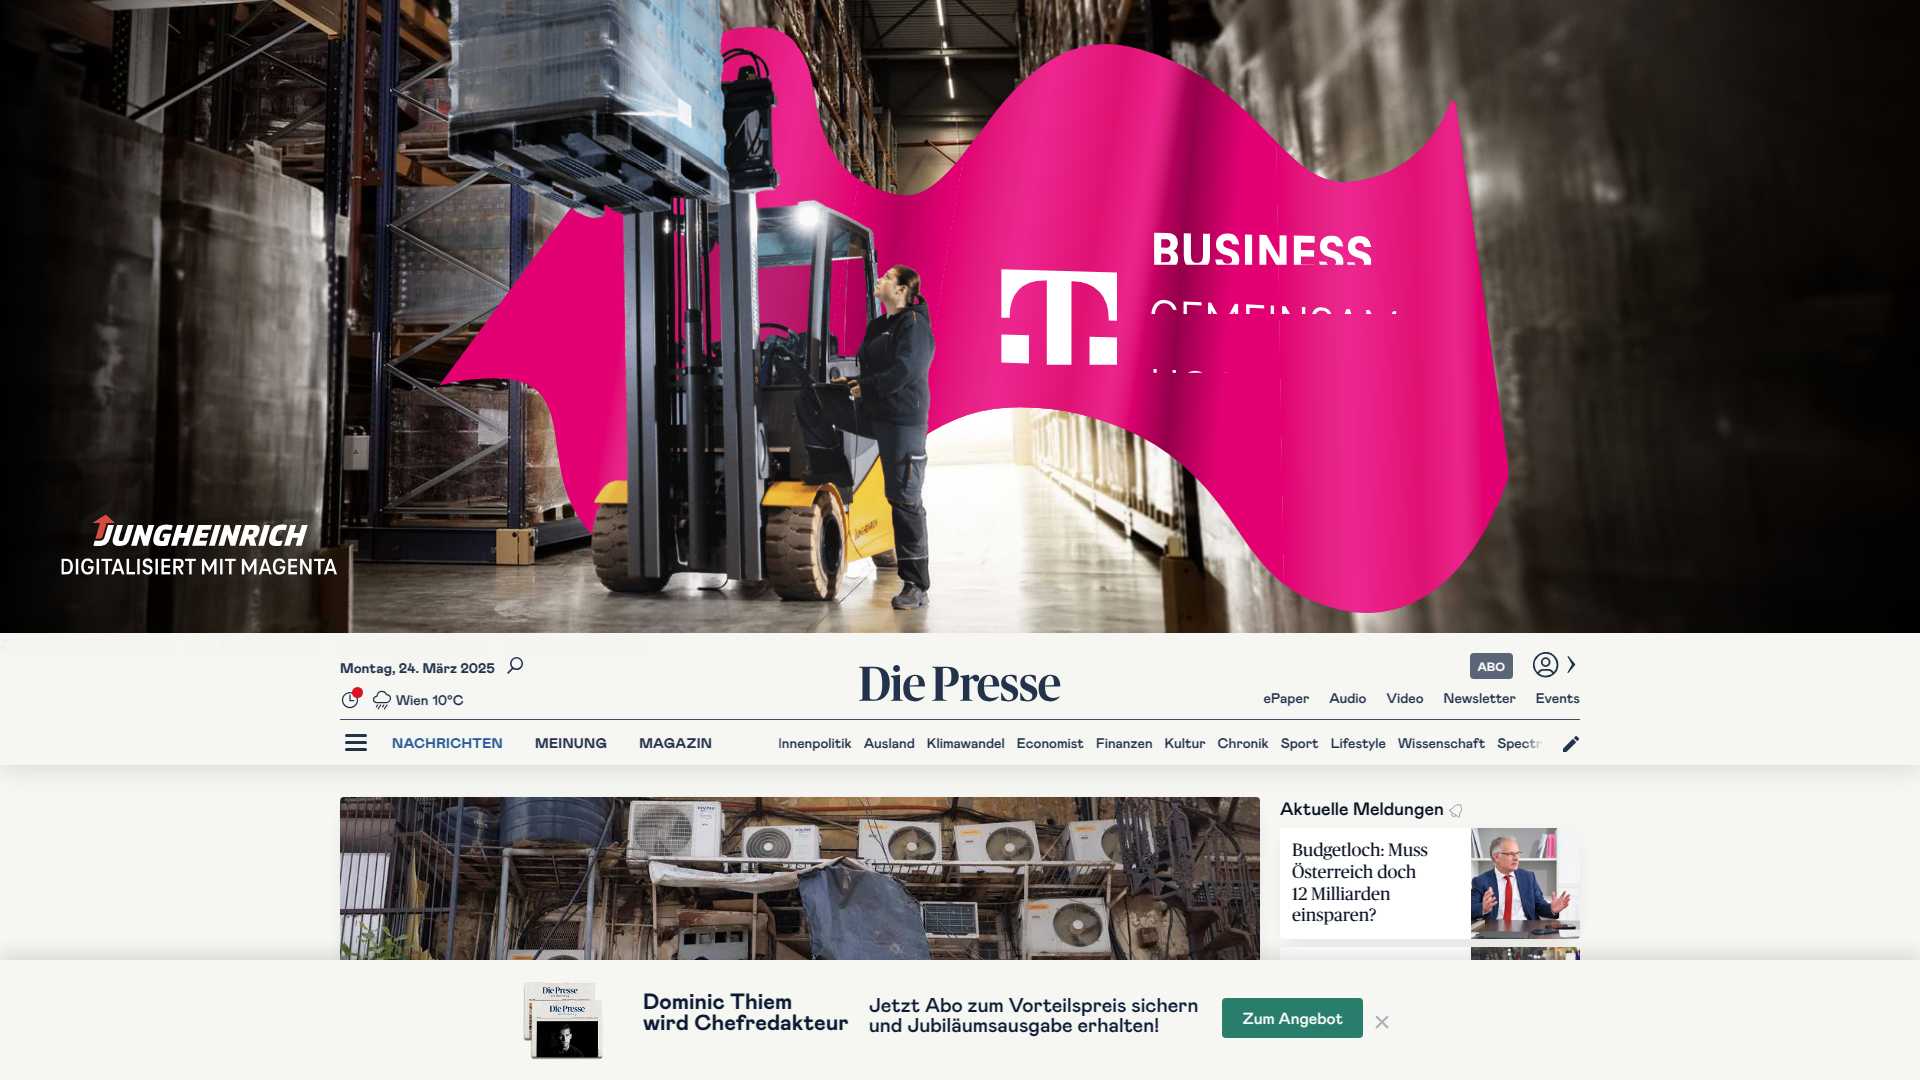 BUSINESS
T
JUNGHEINRICH
DIGITALISIERT MIT MAGENTA
Montag, 24. März 2025
Die Presse
ABO
Wien 10°C
ePaper Audio Video Newsletter Events
NACHRICHTEN MEINUNG MAGAZIN Innenpolitik Ausland Klimawandel Economist Finanzen Kultur Chronik Sport Lifestyle Wissenschaft
Aktuelle Meldungen
Budgetloch: Muss
Österreich doch
12 Milliarden
einsparen?
Die Presse
Die Presse
Dominic Thiem
wird Chefredakteur
Jetzt Abo zum Vorteilspreis sichern
und Jubiläumsausgabe erhalten!
Zum Angebot